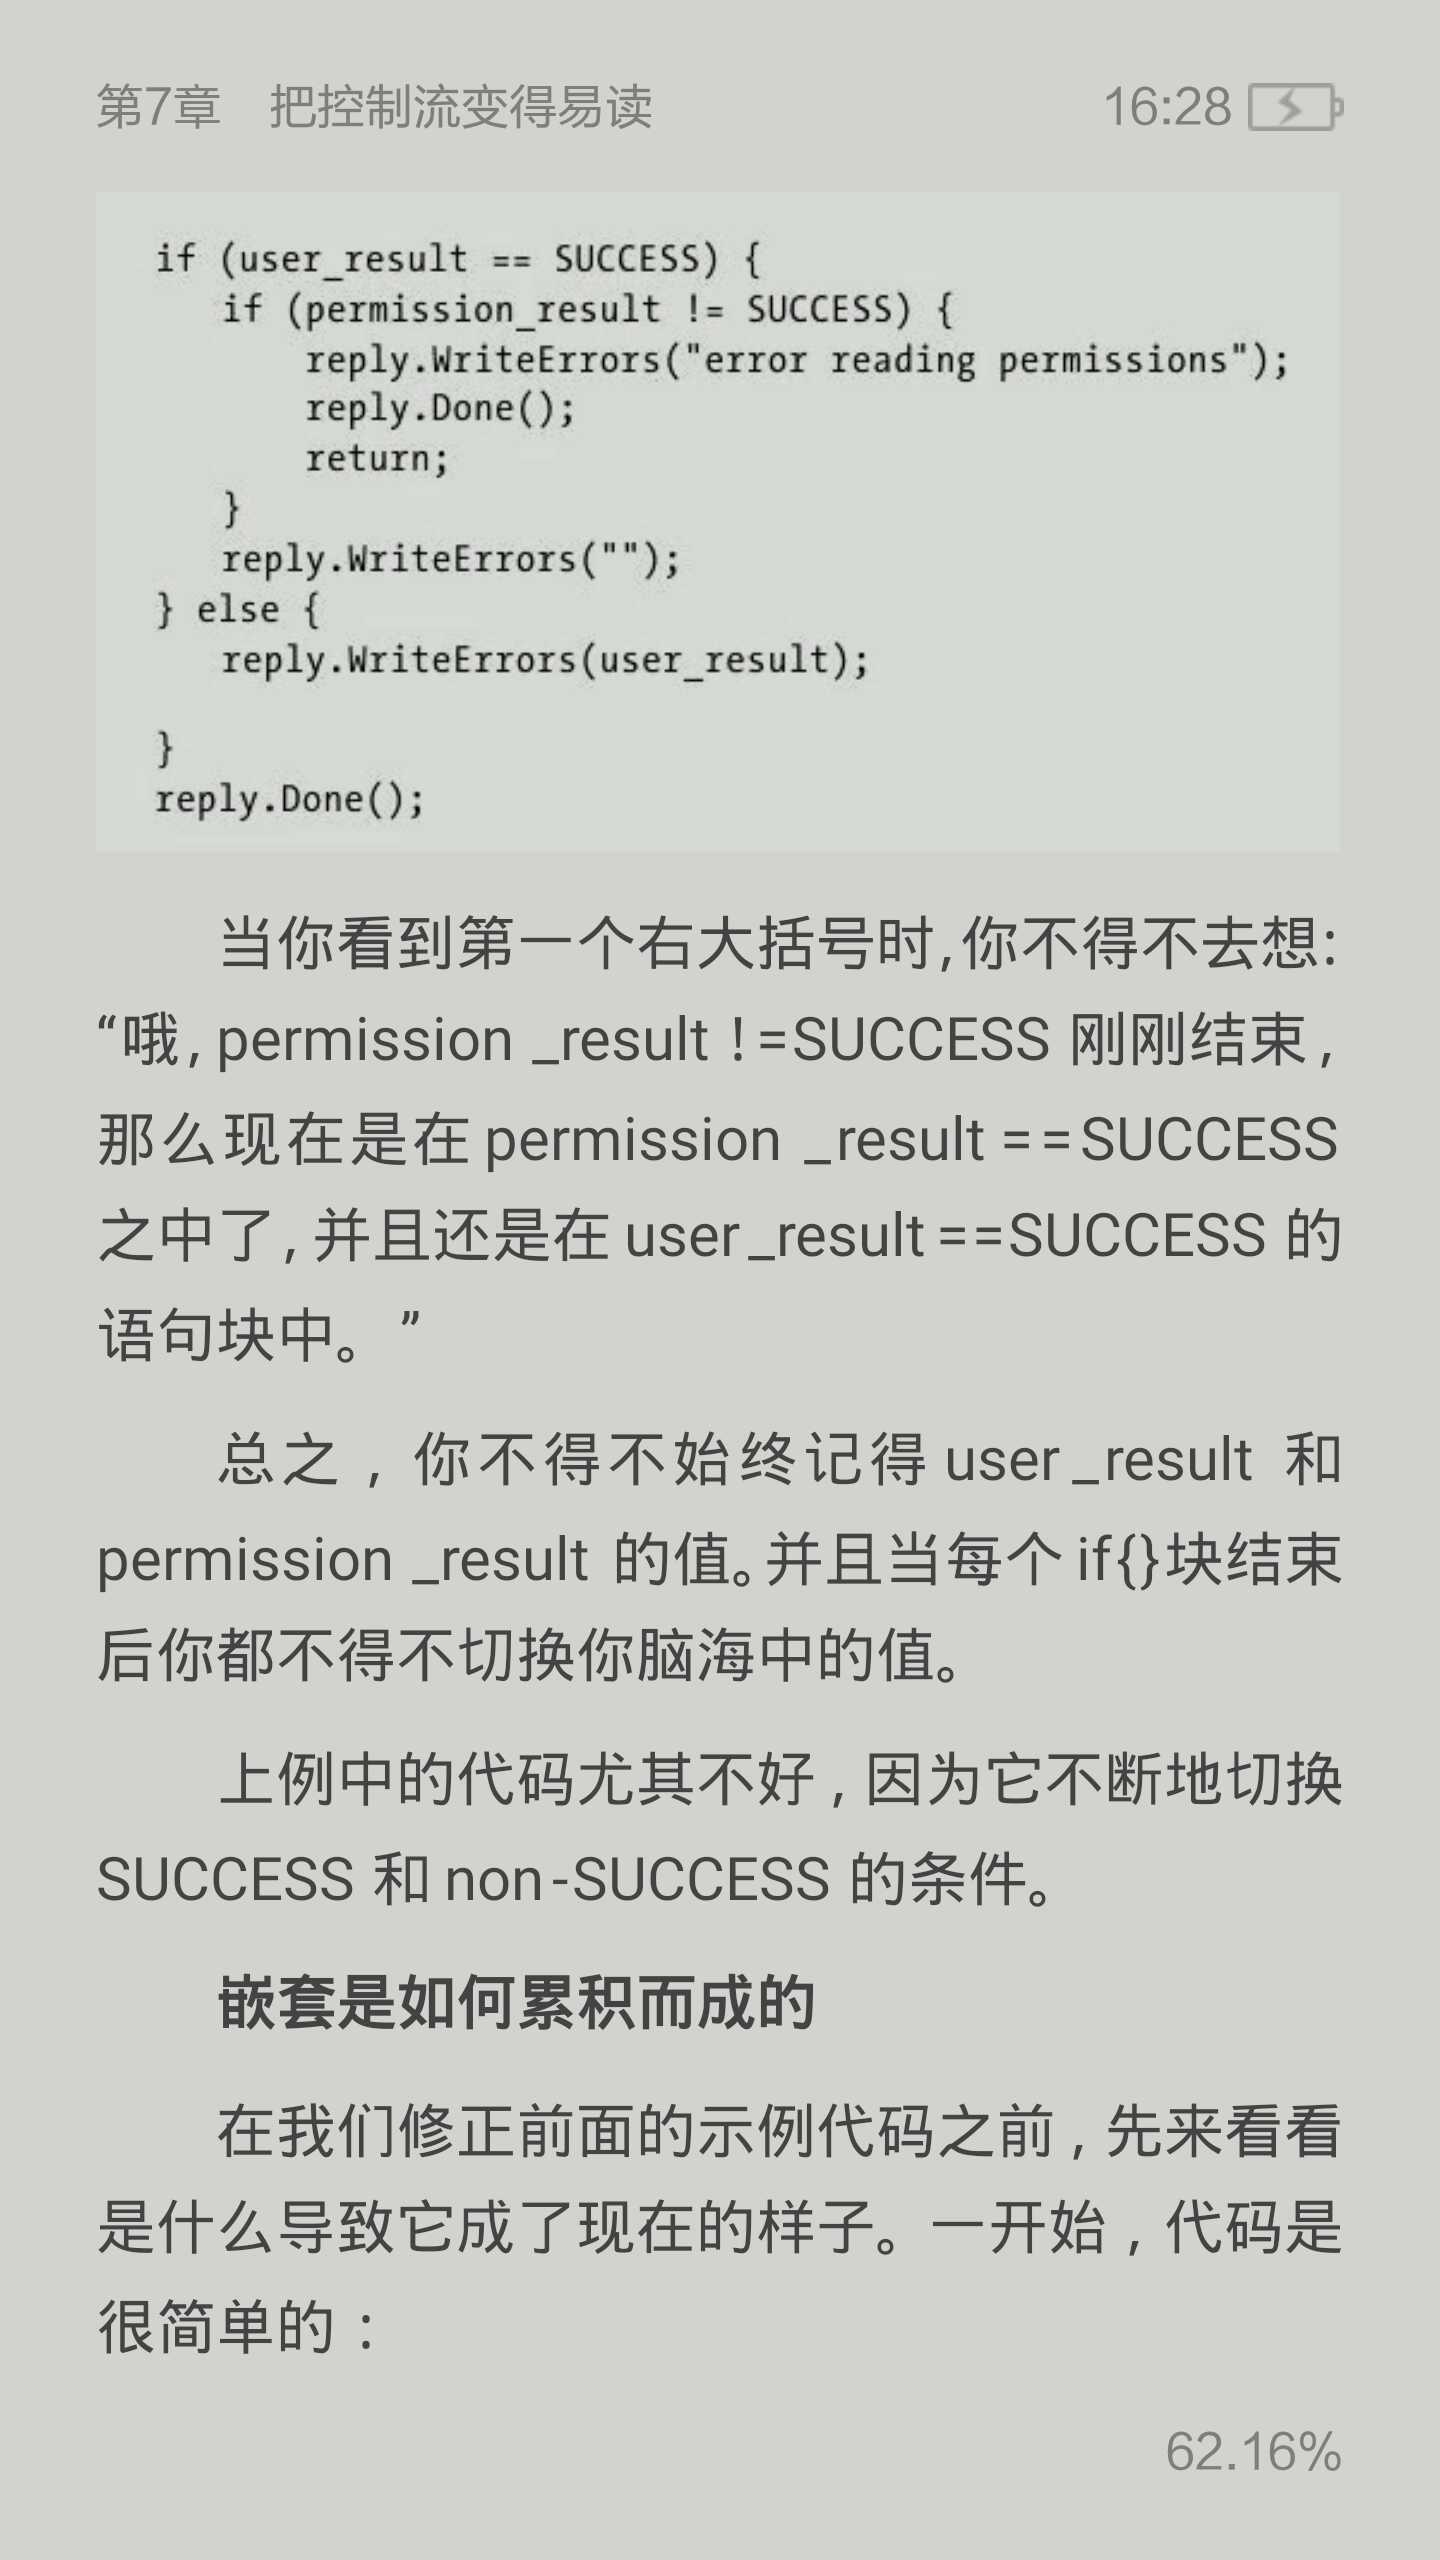 第7章 把控制流变得易读
16:28
if (user_result == SUCCESS) {
    if (permission_result != SUCCESS) {
        reply.WriteErrors("error reading permissions");
        reply.Done();
        return;
    }
    reply.WriteErrors("");
} else {
    reply.WriteErrors(user_result);
}
reply.Done();
当你看到第一个右大括号时,你不得不去想:
“哦, permission _result !=SUCCESS 刚刚结束,
那么现在是在 permission _result ==SUCCESS
之中了, 并且还是在 user _result ==SUCCESS 的
语句块中。”
总之, 你不得不始终记得 user _result 和
permission _result 的值。并且当每个 if{}块结束
后你都不得不切换你脑海中的值。
上例中的代码尤其不好, 因为它不断地切换
SUCCESS 和 non-SUCCESS 的条件。
嵌套是如何累积而成的
在我们修正前面的示例代码之前, 先来看看
是什么导致它成了现在的样子。一开始, 代码是
很简单的:
62.16%